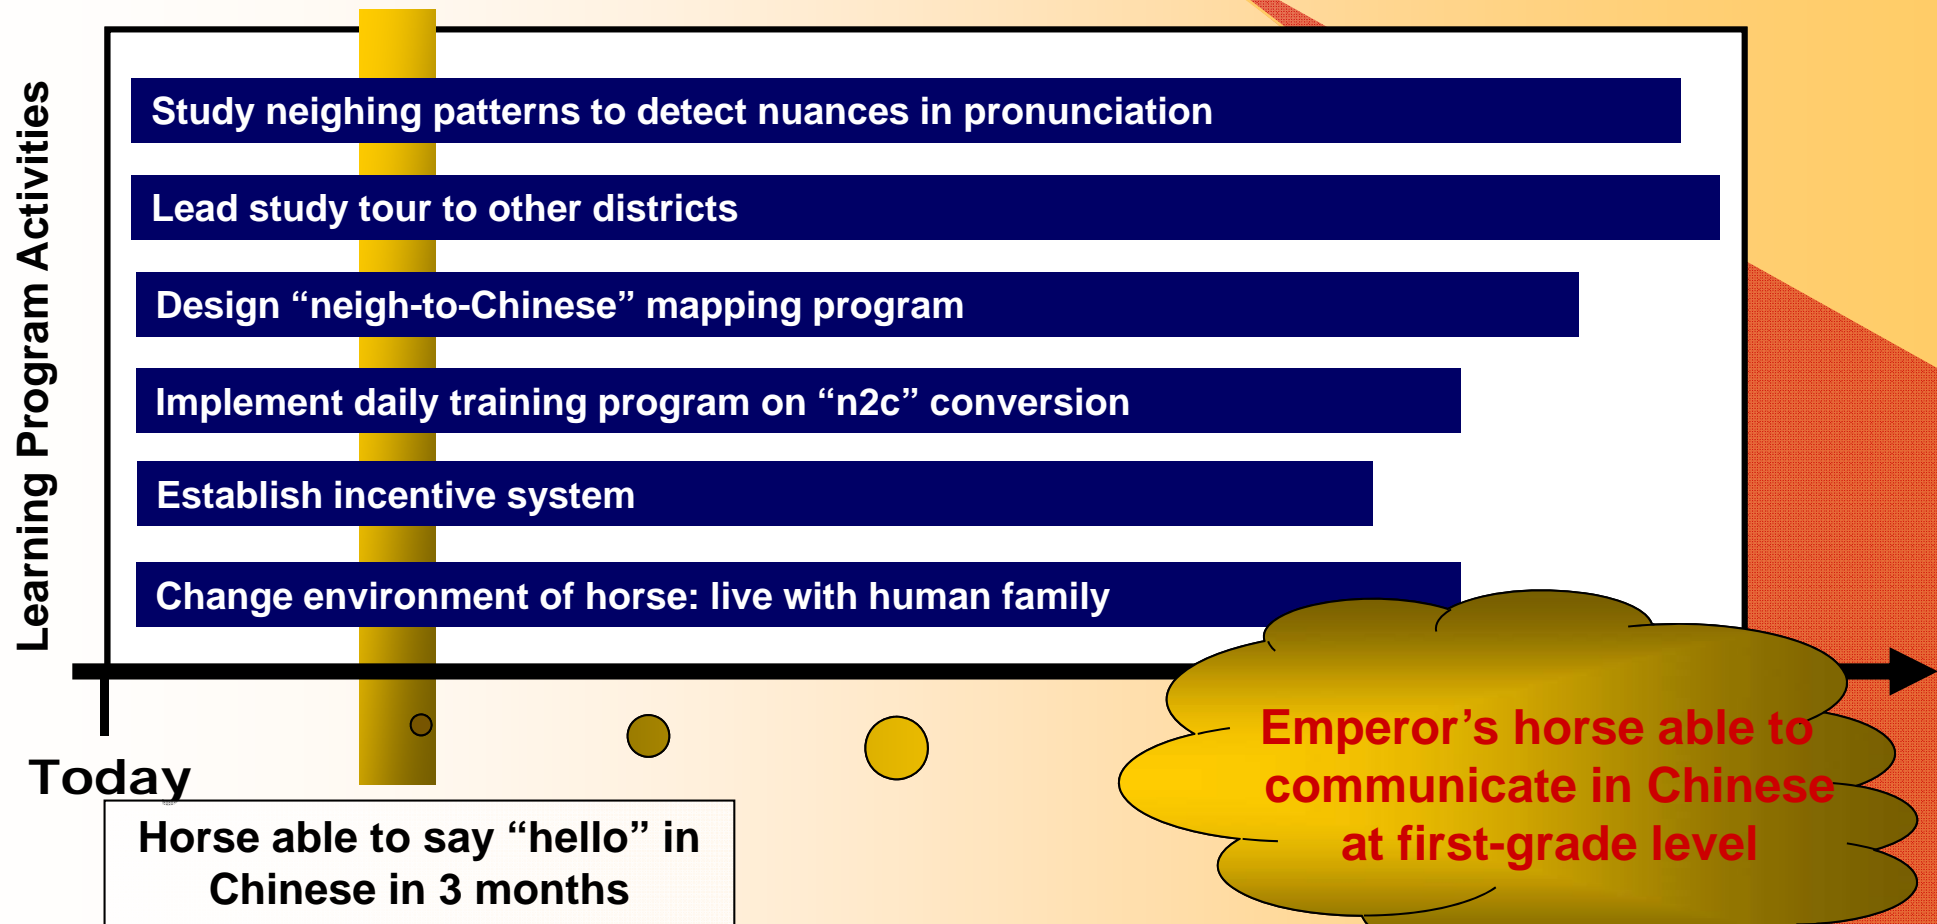 Learning Program Activities
Study neighing patterns to detect nuances in pronunciation
Lead study tour to other districts
Design “neigh-to-Chinese” mapping program
Implement daily training program on “n2c” conversion
Establish incentive system
Change environment of horse: live with human family
Today
Horse able to say “hello” in
Chinese in 3 months
Emperor’s horse able to
communicate in Chinese
at first-grade level